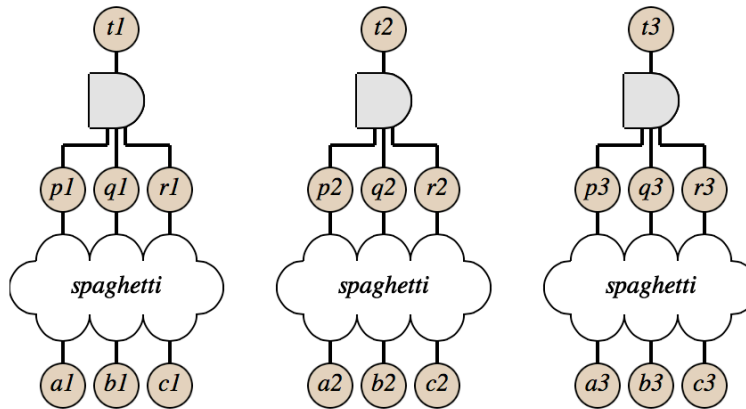 t1 t2 t3
p1 q1 r1 p2 q2 r2 p3 q3 r3
spaghetti spaghetti spaghetti
a1 b1 c1 a2 b2 c2 a3 b3 c3